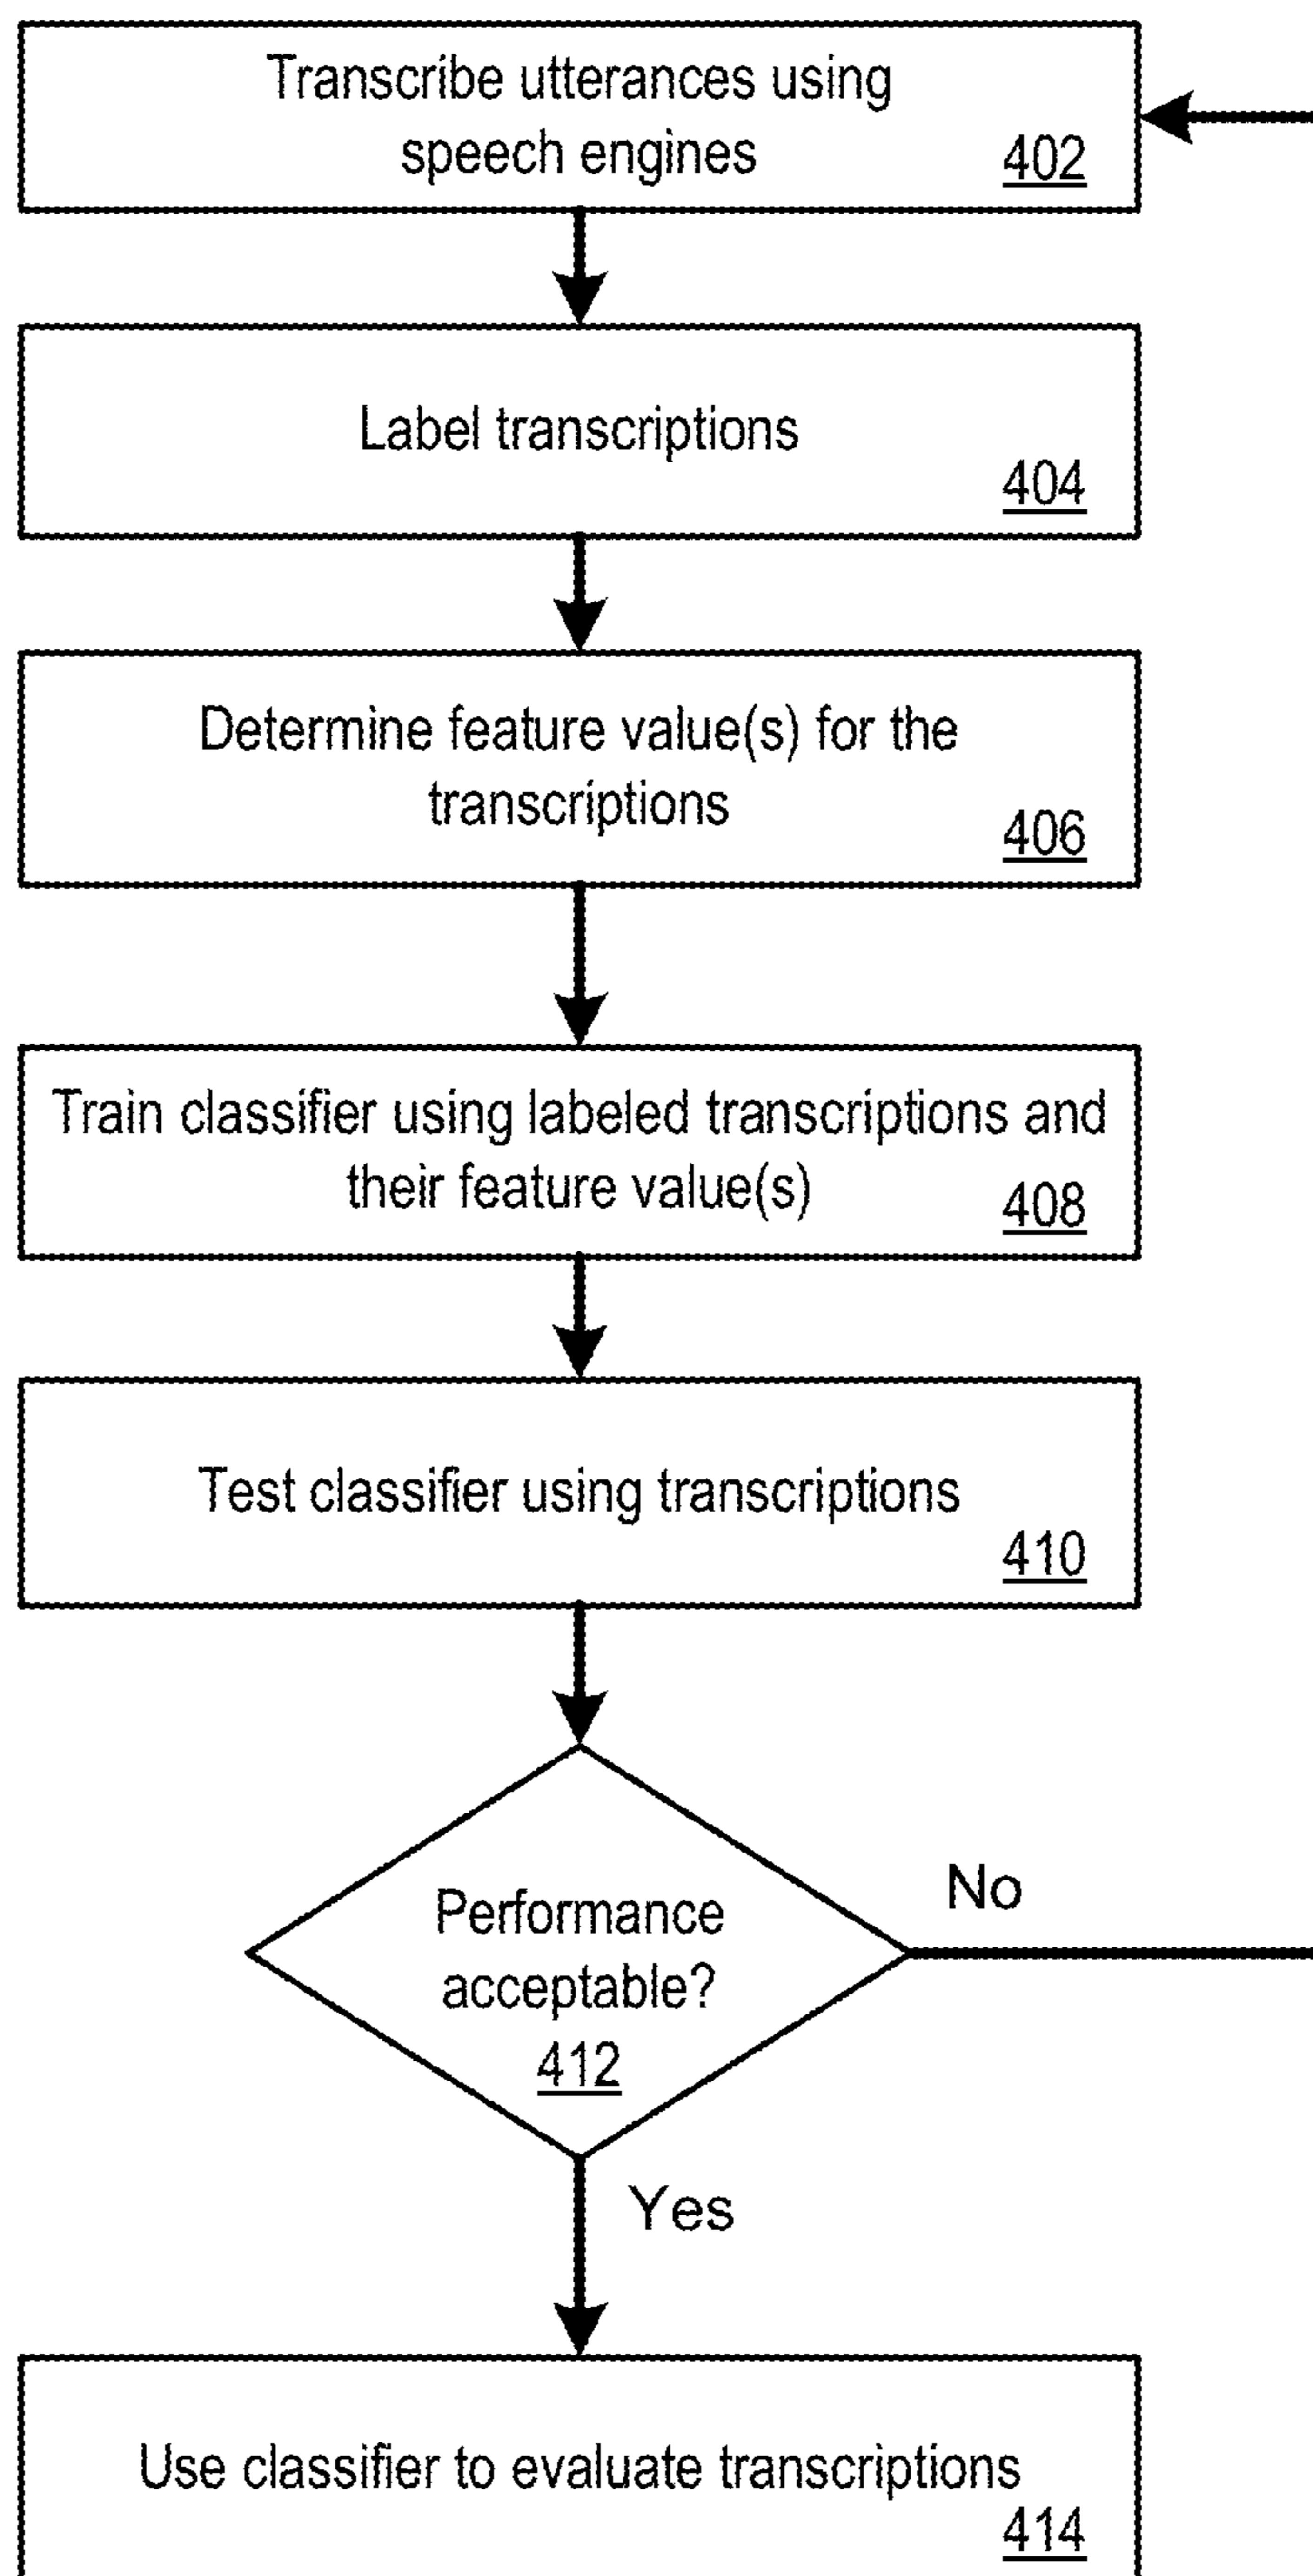 Transcribe utterances using
speech engines
402
Label transcriptions
404
Determine feature value(s) for the
transcriptions
406
Train classifier using labeled transcriptions and
their feature value(s)
408
Test classifier using transcriptions
410
Performance
acceptable?
412
No
Yes
Use classifier to evaluate transcriptions
414